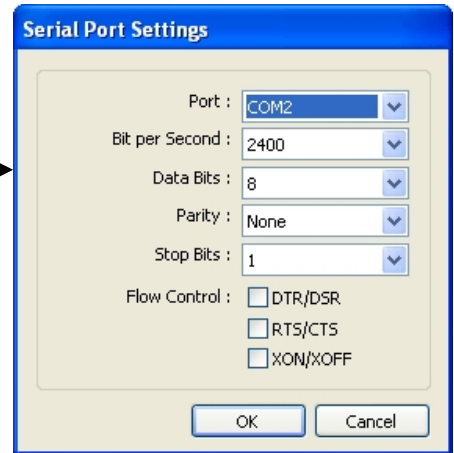 Serial Port Settings
Port : COM2
Bit per Second : 2400
Data Bits : 8
Parity : None
Stop Bits : 1
Flow Control : DTR/DSR
RTS/CTS
XON/XOFF
OK Cancel